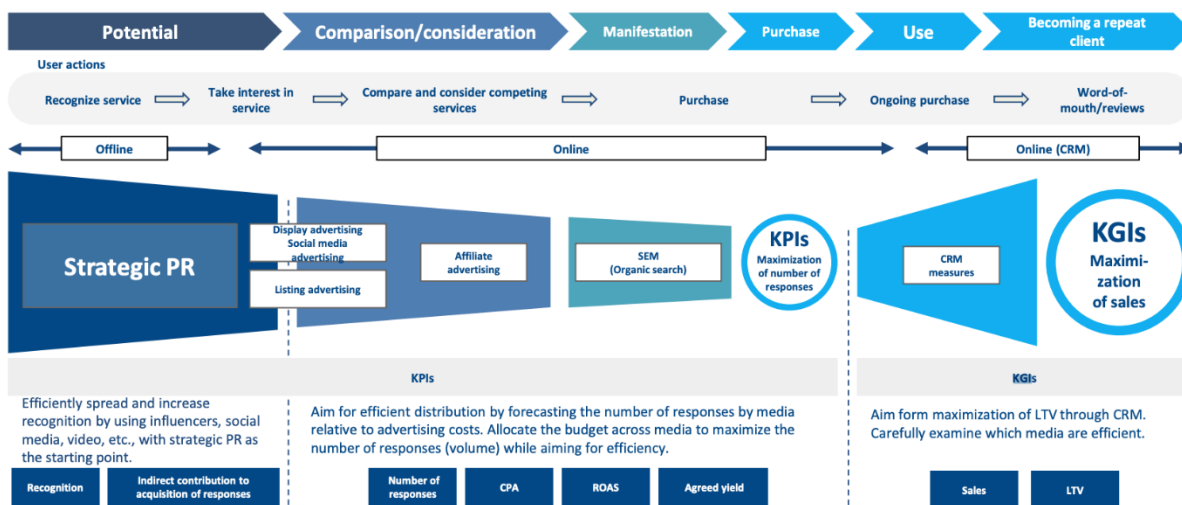 Potential
Comparison/consideration
Manifestation
Purchase
Use
Becoming a repeat
client
User actions
Recognize service
Take interest in
service
Compare and consider competing
services
Purchase
Ongoing purchase
Word-of-
mouth/reviews
Offline
Online
Online (CRM)
Strategic PR
Display advertising
Social media
advertising
Listing advertising
Affiliate
advertising
SEM
(Organic search)
KPIs
Maximization
of number of
responses
CRM
measures
KGIs
Maximi-
zation
of sales
KPIs
KGIs
Efficiently spread and increase
recognition by using influencers, social
media, video, etc., with strategic PR as
the starting point.
Aim for efficient distribution by forecasting the number of responses by media
relative to advertising costs. Allocate the budget across media to maximize the
number of responses (volume) while aiming for efficiency.
Aim form maximization of LTV through CRM.
Carefully examine which media are efficient.
Recognition
Indirect contribution to
acquisition of responses
Number of
responses
CPA
ROAS
Agreed yield
Sales
LTV